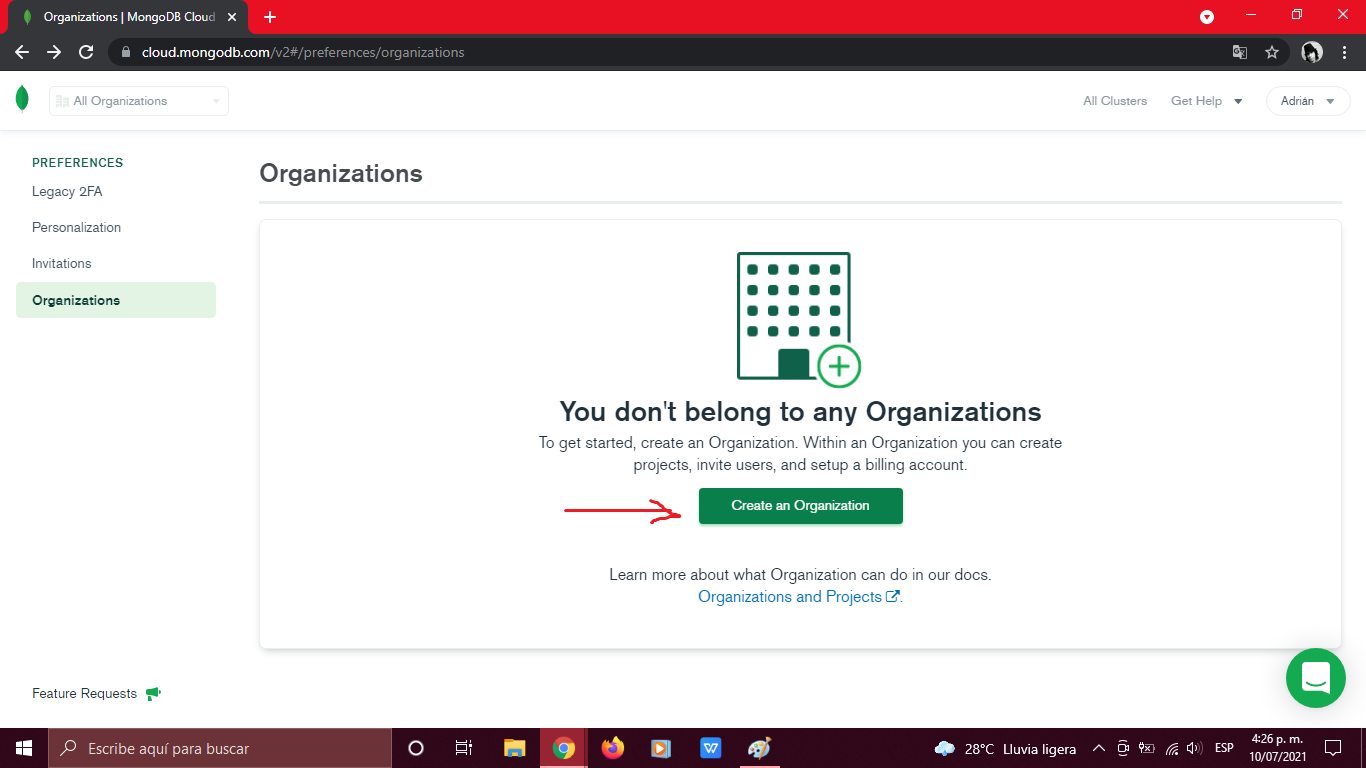 Organizations | MongoDB Cloud
cloud.mongodb.com/v2#/preferences/organizations
All Organizations
All Clusters
Get Help
Adrián
PREFERENCES
Legacy 2FA
Personalization
Invitations
Organizations
Organizations
You don't belong to any Organizations
To get started, create an Organization. Within an Organization you can create
projects, invite users, and setup a billing account.
Create an Organization
Learn more about what Organization can do in our docs.
Organizations and Projects.
Feature Requests
Escribe aquí para buscar
28°C Lluvia ligera
ESP
4:26 p. m.
10/07/2021